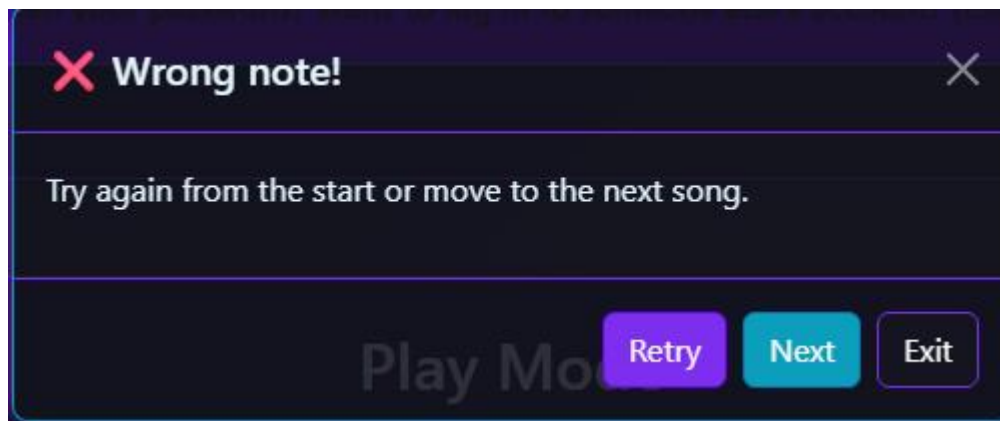 ❌ Wrong note!
Try again from the start or move to the next song.
Play Mo
Retry
Next
Exit